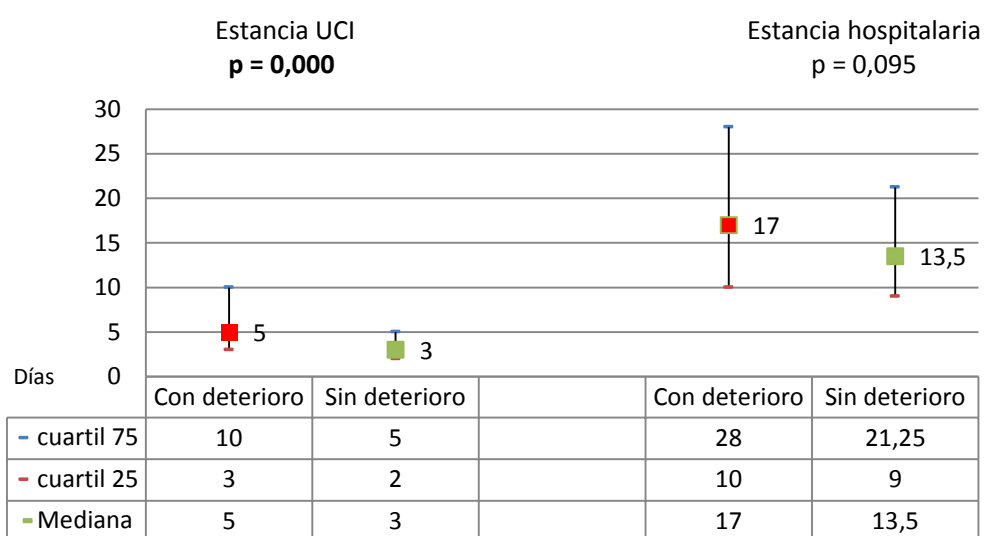 Estancia UCI
p = 0,000
Estancia hospitalaria
p = 0,095
30
25
20
15
10
5
0
Días
5
3
17
13,5
Con deterioro Sin deterioro Con deterioro Sin deterioro
cuartil 75 10 5 28 21,25
cuartil 25 3 2 10 9
Mediana 5 3 17 13,5